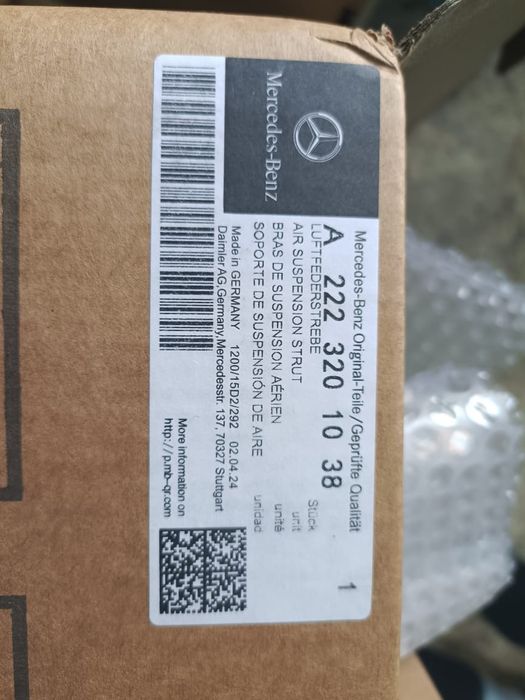 Mercedes-Benz
Mercedes-Benz Original-Teile/Geprüfte Qualität
A 222 320 10 38
1
LUFTFEDERSTREBE
Stück
AIR SUSPENSION STRUT
unit
BRAS DE SUSPENSION AÉRIEN
unité
SOPORTE DE SUSPENSIÓN DE AIRE
unidad
Made in GERMANY 1200/15D2/292 02.04.24
Daimler AG,Germany,Mercedesstr. 137, 70327 Stuttgart
More information on
http://p.mb-qr.com